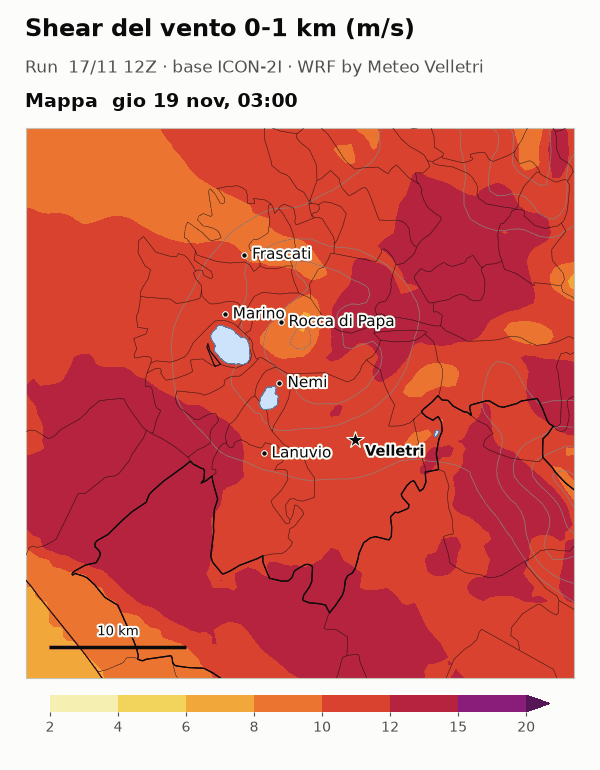 Shear del vento 0-1 km (m/s)
Run  17/11 12Z · base ICON-2I · WRF by Meteo Velletri
Mappa  gio 19 nov, 03:00
Frascati
Marino
Rocca di Papa
Nemi
Velletri
Lanuvio
10 km
2 4 6 8 10 12 15 20